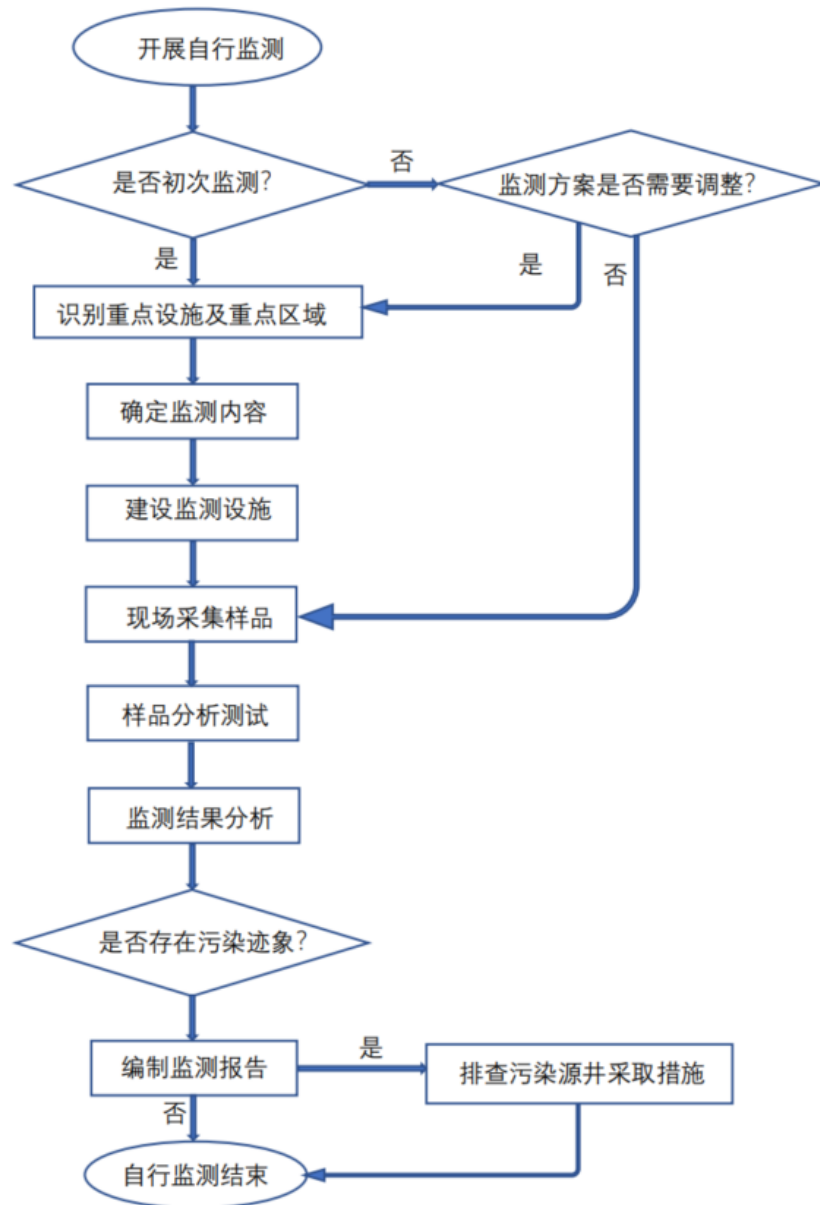 开展自行监测
是否初次监测?
否
监测方案是否需要调整?
是
是
否
识别重点设施及重点区域
确定监测内容
建设监测设施
现场采集样品
样品分析测试
监测结果分析
是否存在污染迹象?
编制监测报告
是
排查污染源井采取措施
否
自行监测结束